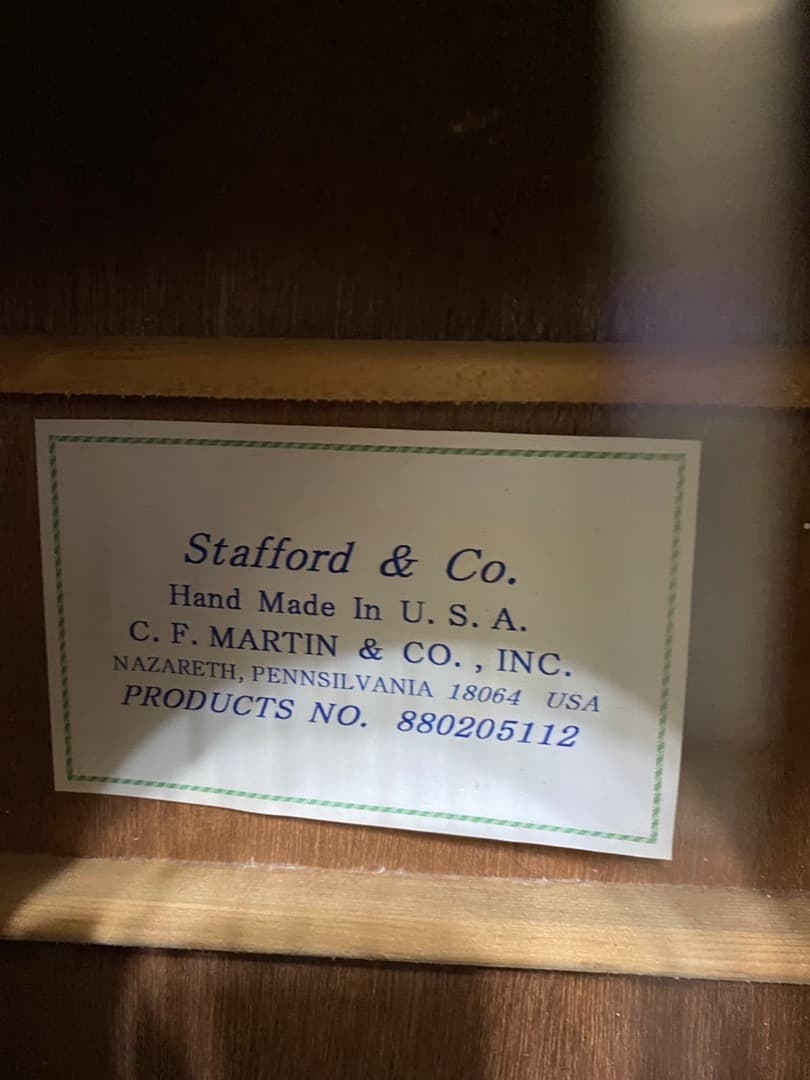 Stafford & Co.
Hand Made In U. S. A.
C. F. MARTIN & CO. , INC.
NAZARETH, PENNSILVANIA 18064 USA
PRODUCTS NO. 880205112